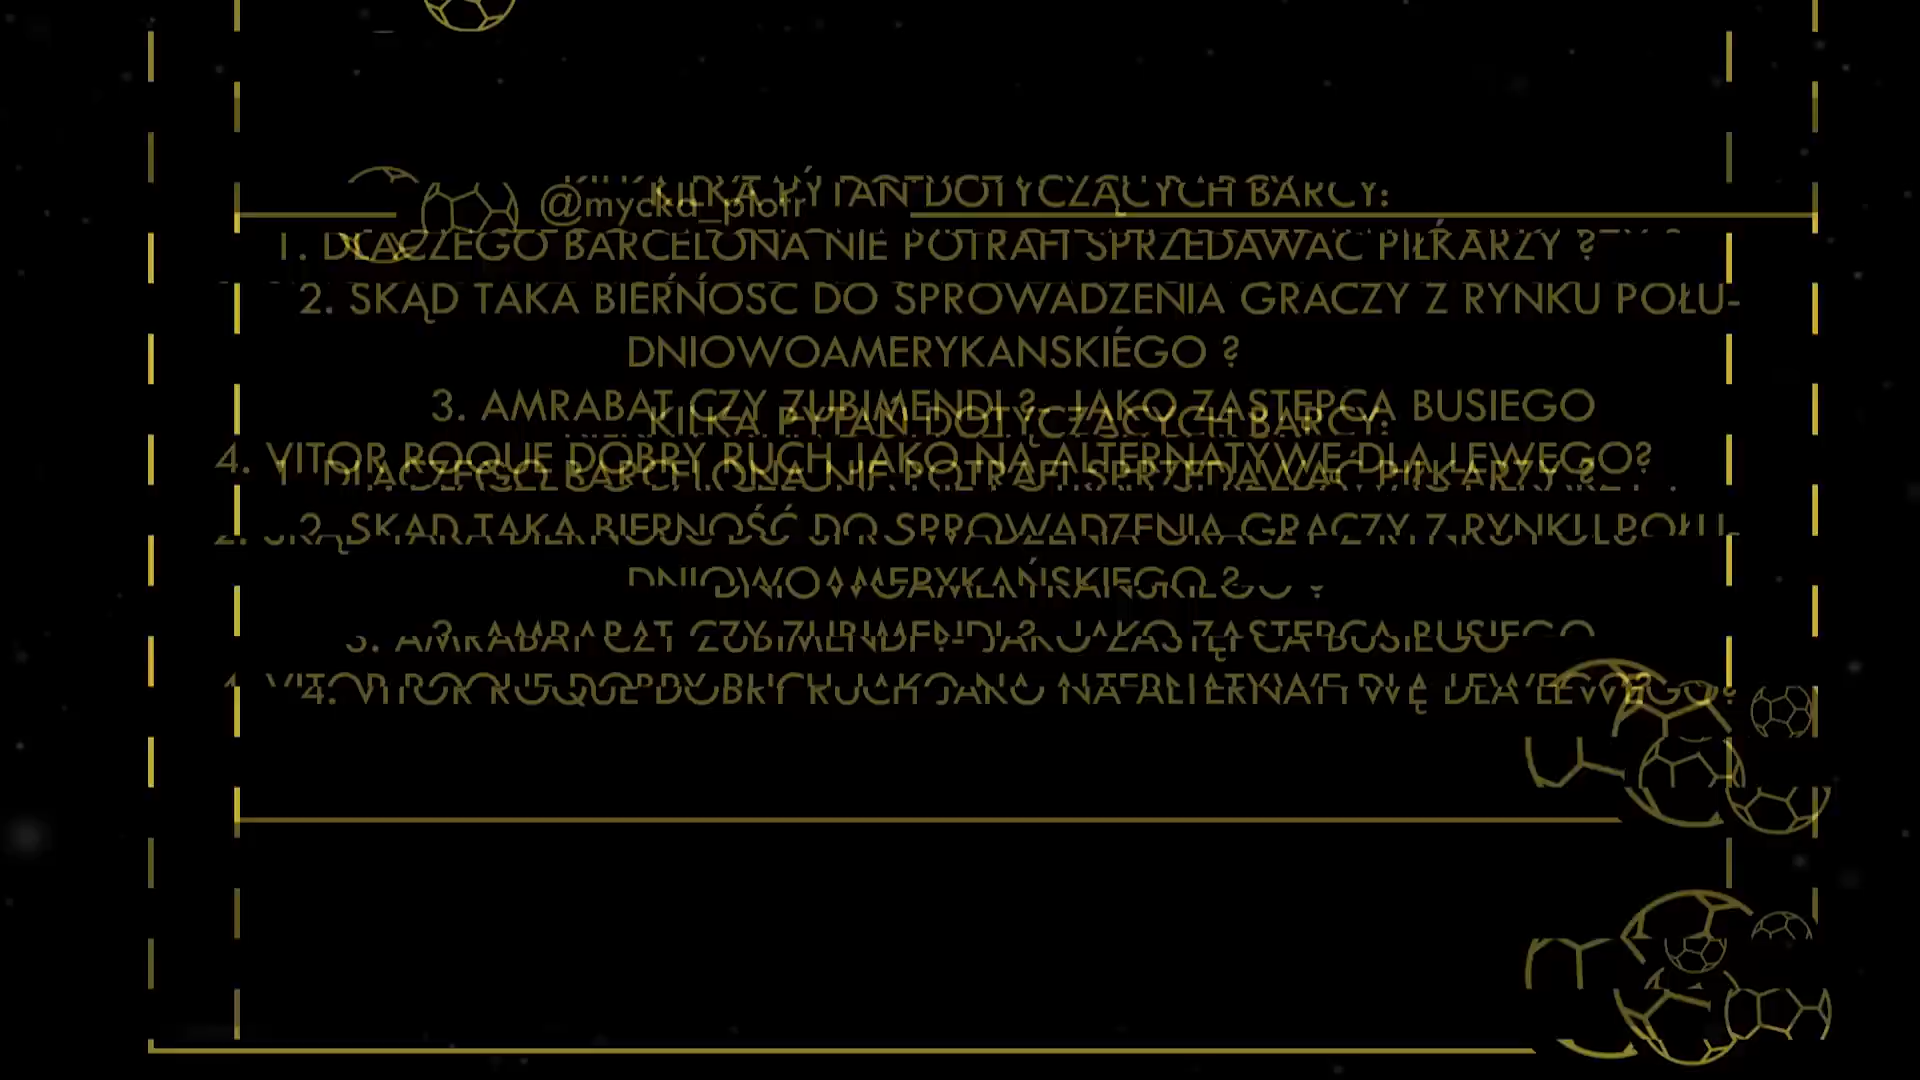 @mycka_piotr
KILKA PYTAŃ DOTYCZĄCYCH BARCY:
1. DLACZEGO BARCELONA NIE POTRAFI SPRZEDAWAĆ PIŁKARZY ?
2. SKĄD TAKA BIERNOŚĆ DO SPROWADZENIA GRACZY Z RYNKU POŁU-
DNIOWOAMERYKAŃSKIEGO ?
3. AMRABAT CZY ZUBIMENDI ?- JAKO ZASTĘPCA BUSIEGO
4. VITOR ROQUE DOBRY RUCH JAKO NA ALTERNATYWĘ DLA LEWEGO?